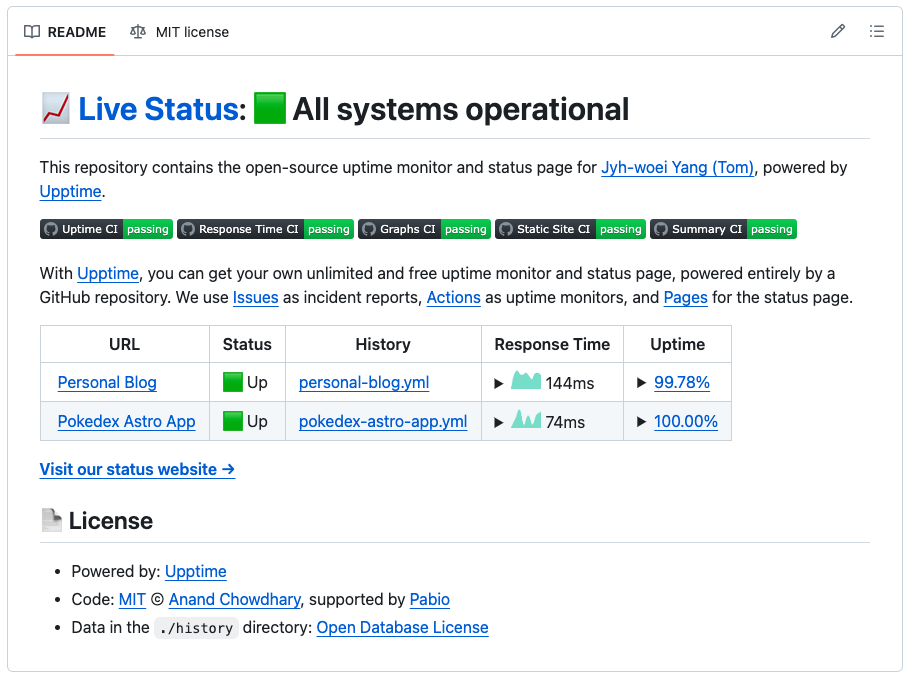 README MIT license
Live Status: All systems operational
This repository contains the open-source uptime monitor and status page for Jyh-woei Yang (Tom), powered by
Upptime.
Uptime CI passing Response Time CI passing Graphs CI passing Static Site CI passing Summary CI passing
With Upptime, you can get your own unlimited and free uptime monitor and status page, powered entirely by a
GitHub repository. We use Issues as incident reports, Actions as uptime monitors, and Pages for the status page.
URL Status History Response Time Uptime
Personal Blog Up personal-blog.yml 144ms 99.78%
Pokedex Astro App Up pokedex-astro-app.yml 74ms 100.00%
Visit our status website →
License
• Powered by: Upptime
• Code: MIT © Anand Chowdhary, supported by Pabio
• Data in the ./history directory: Open Database License